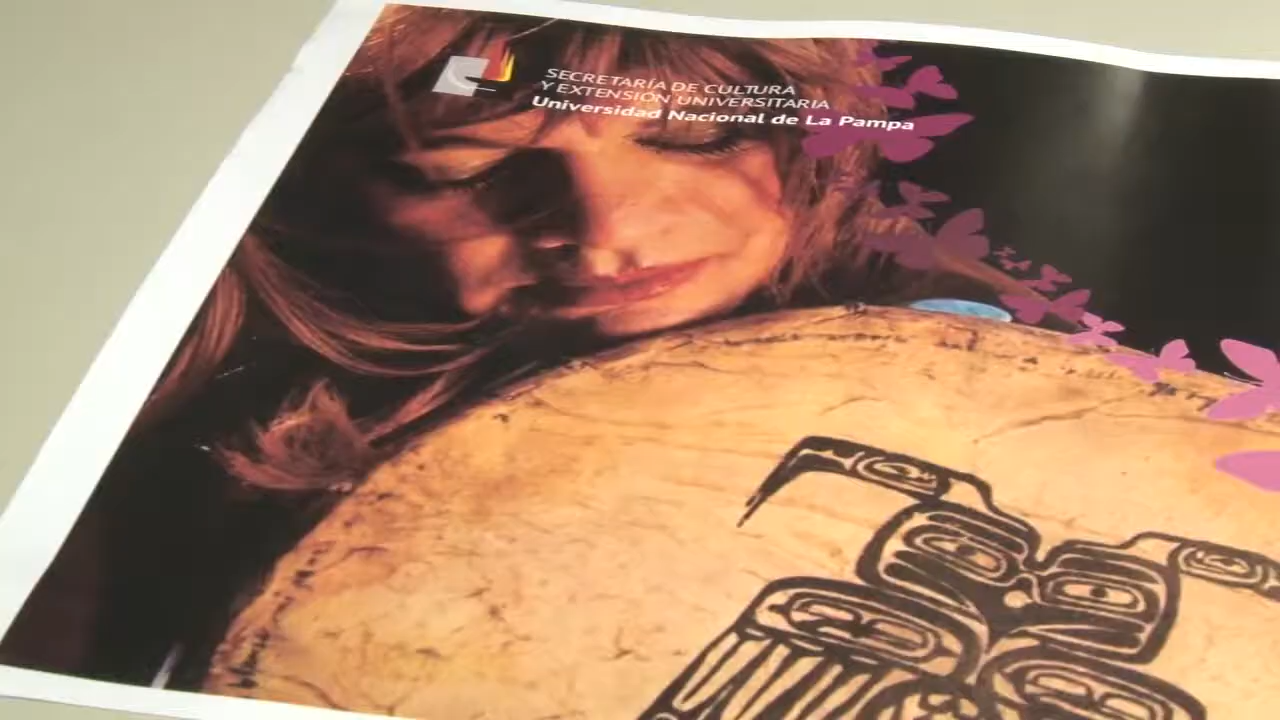 SECRETARÍA DE CULTURA
Y EXTENSIÓN UNIVERSITARIA
Universidad Nacional de La Pampa